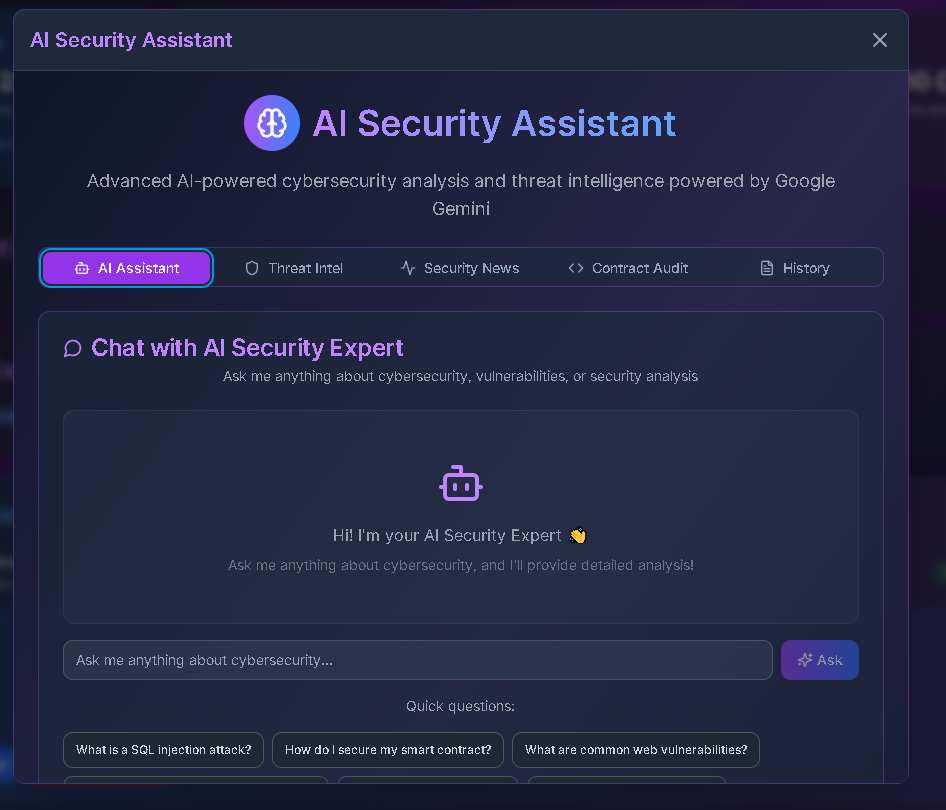 AI Security Assistant
AI Security Assistant
Advanced AI-powered cybersecurity analysis and threat intelligence powered by Google
Gemini
AI Assistant
Threat Intel
Security News
Contract Audit
History
Chat with AI Security Expert
Ask me anything about cybersecurity, vulnerabilities, or security analysis
Hi! I'm your AI Security Expert 👋
Ask me anything about cybersecurity, and I'll provide detailed analysis!
Ask me anything about cybersecurity...
Ask
Quick questions:
What is a SQL injection attack?
How do I secure my smart contract?
What are common web vulnerabilities?